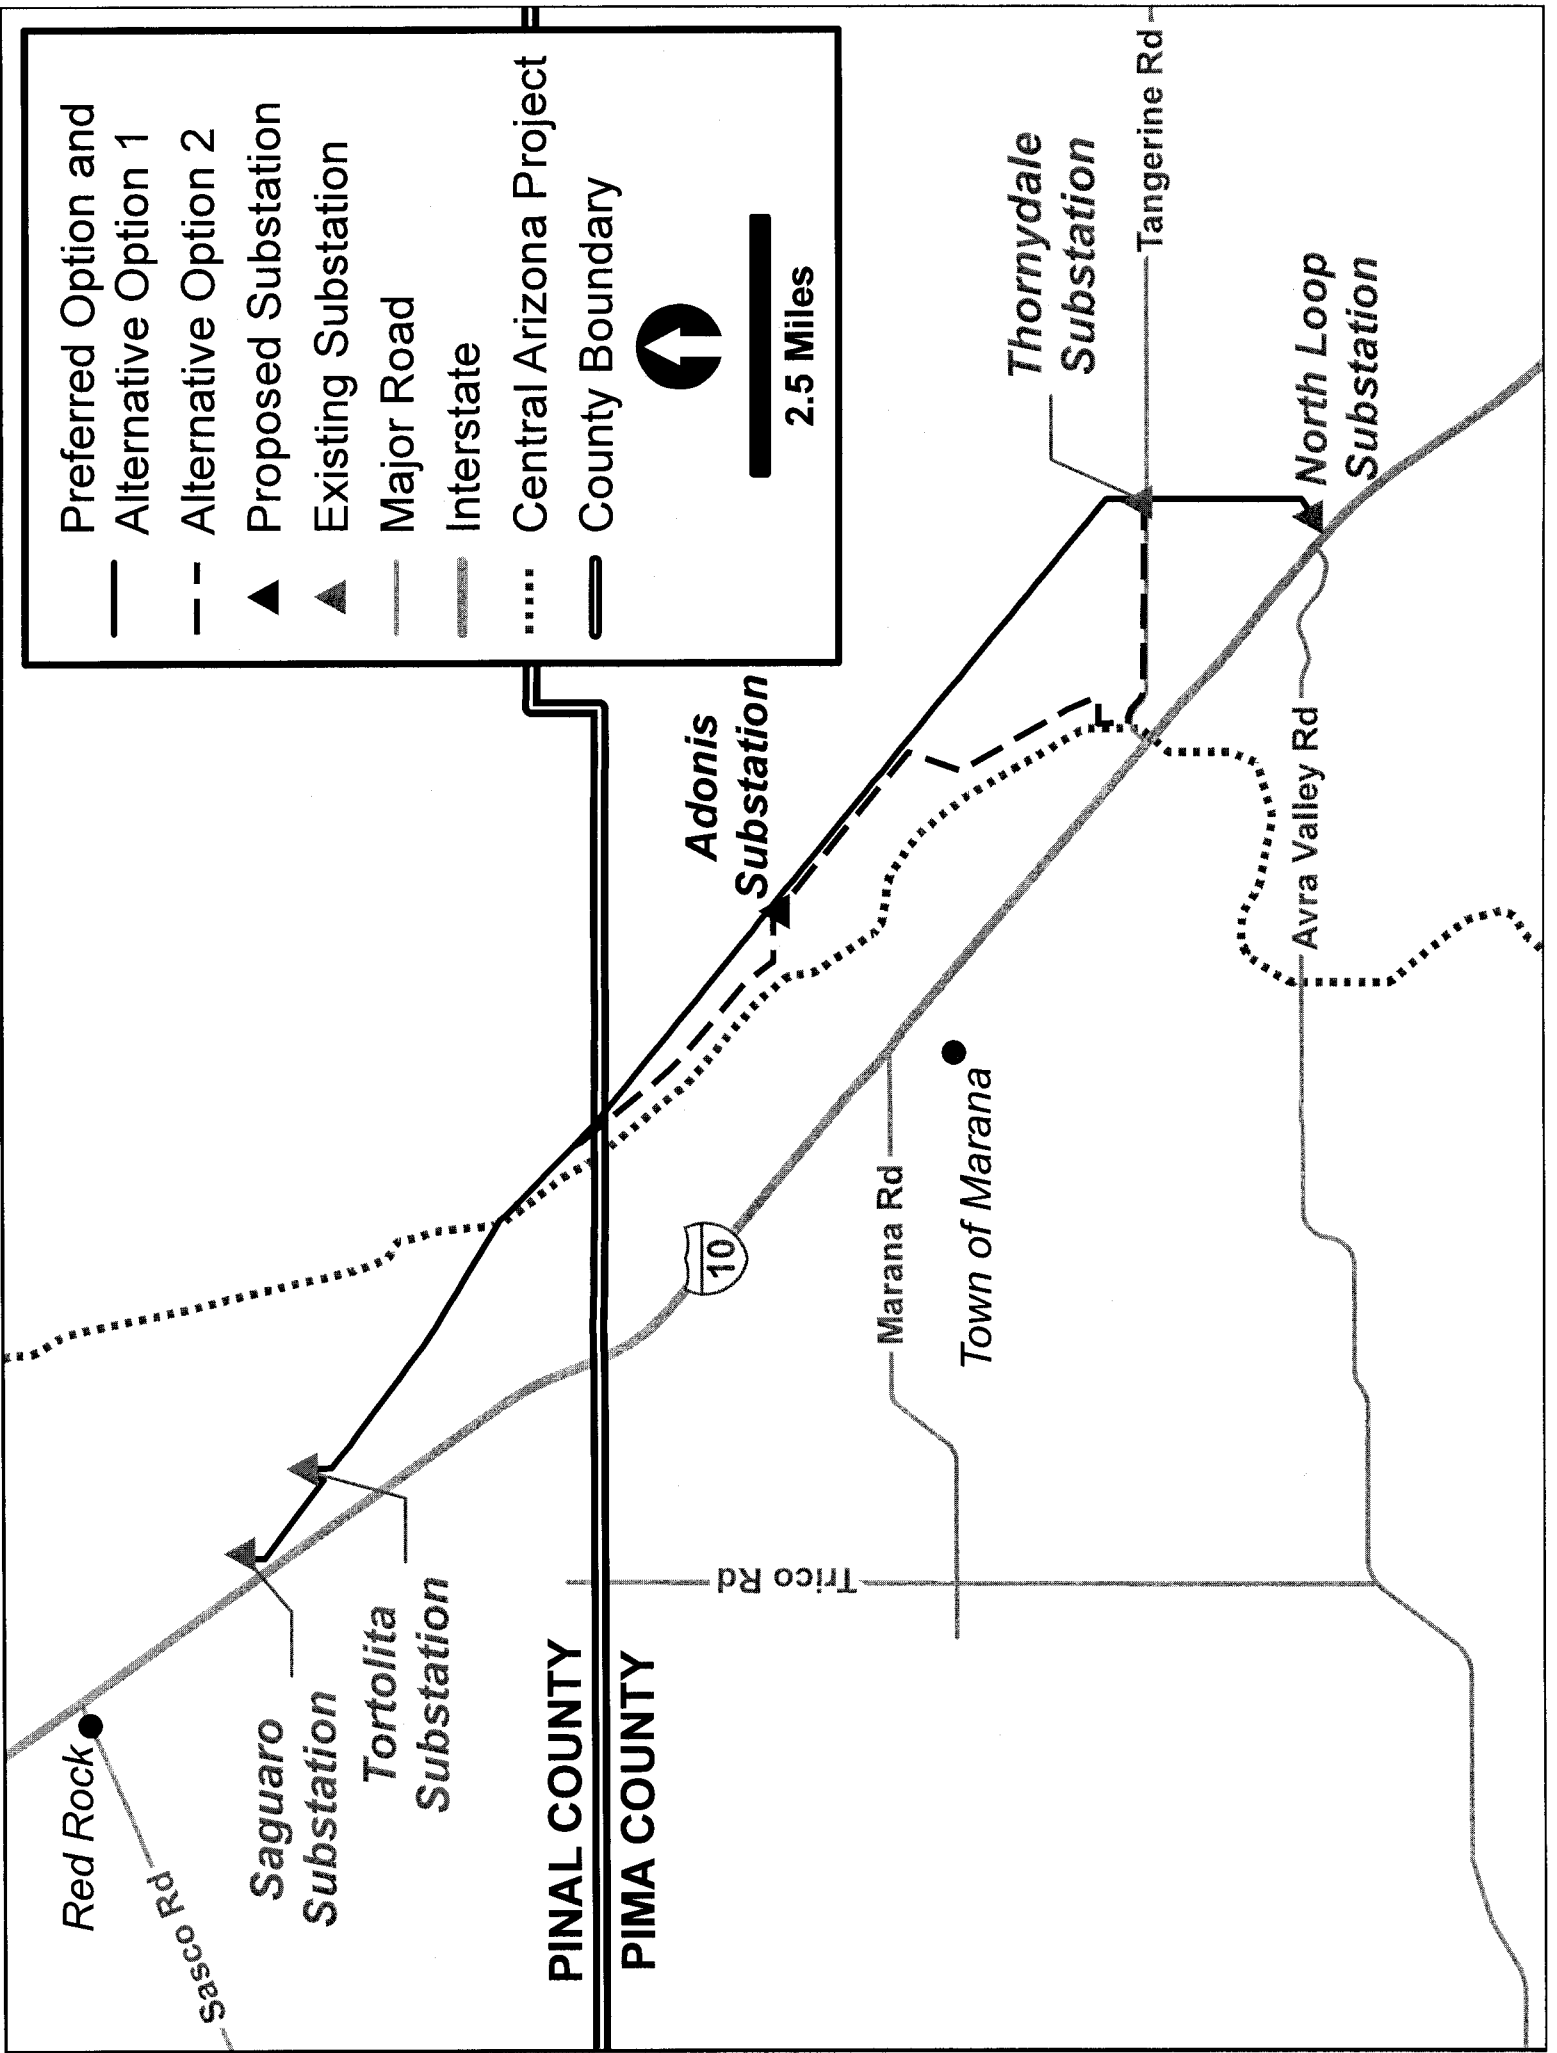 Preferred Option and
Alternative Option 1
Alternative Option 2
Proposed Substation
Existing Substation
Major Road
Interstate
Central Arizona Project
County Boundary
2.5 Miles
Red Rock
Sasco Rd
Saguaro
Substation
Tortolita
Substation
PINAL COUNTY
PIMA COUNTY
10
Trico Rd
Marana Rd
Town of Marana
Adonis
Substation
Avra Valley Rd
Thornydale
Substation
Tangerine Rd
North Loop
Substation